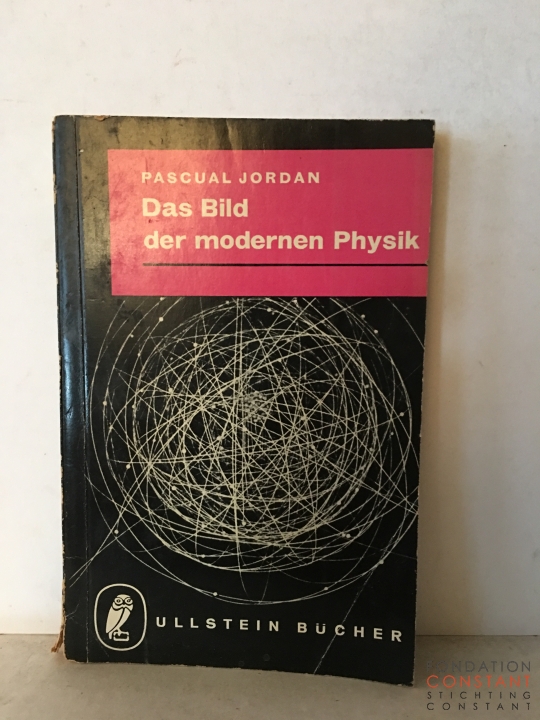 PASCUAL JORDAN
Das Bild
der modernen Physik
ULLSTEIN BÜCHER
FONDATION
CONSTANT
STICHTING
CONSTANT